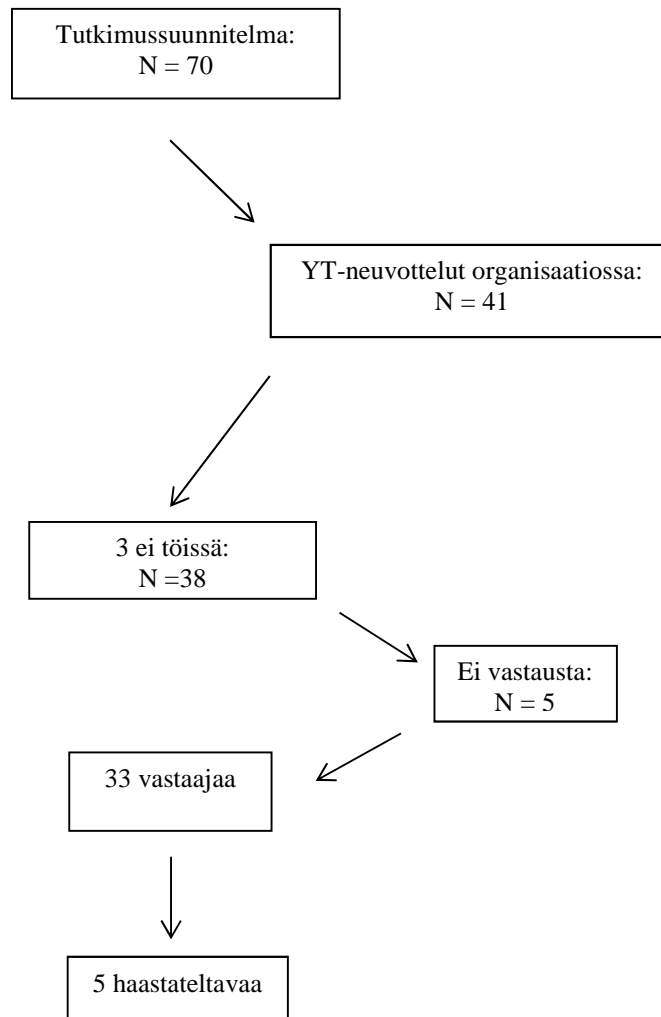 Tutkimussuunnitelma:
N = 70
YT-neuvottelut organisaatiossa:
N = 41
3 ei töissä:
N =38
Ei vastausta:
N = 5
33 vastaajaa
5 haastateltavaa